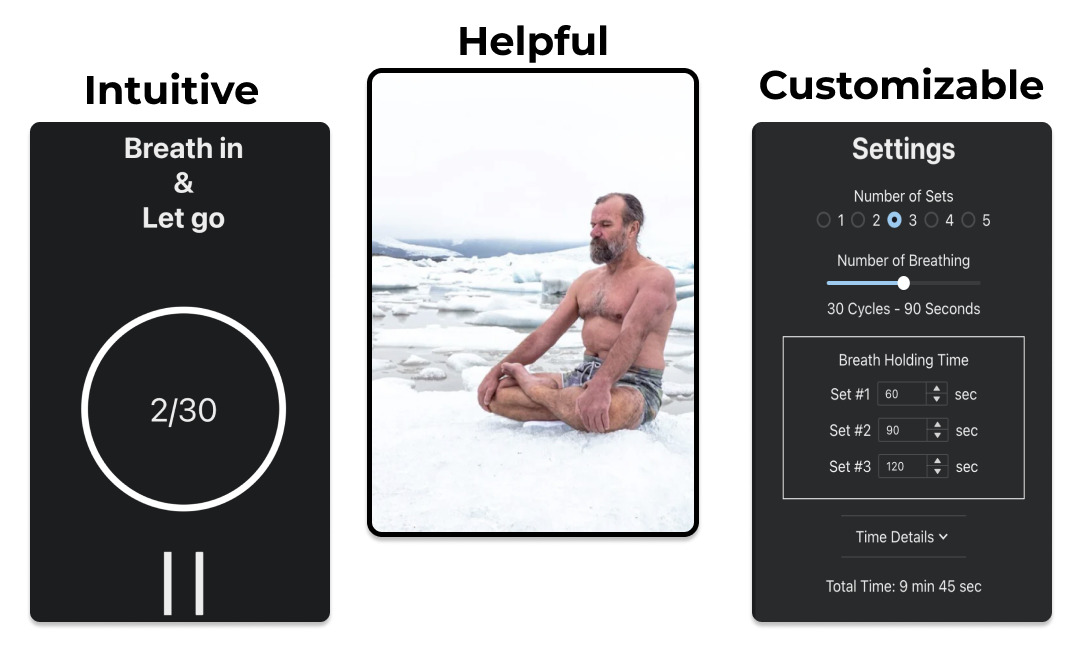 Helpful
Intuitive
Breath in
&
Let go
2/30
Customizable
Settings
Number of Sets
1 2 3 4 5
Number of Breathing
30 Cycles - 90 Seconds
Breath Holding Time
Set #1 60 sec
Set #2 90 sec
Set #3 120 sec
Time Details
Total Time: 9 min 45 sec